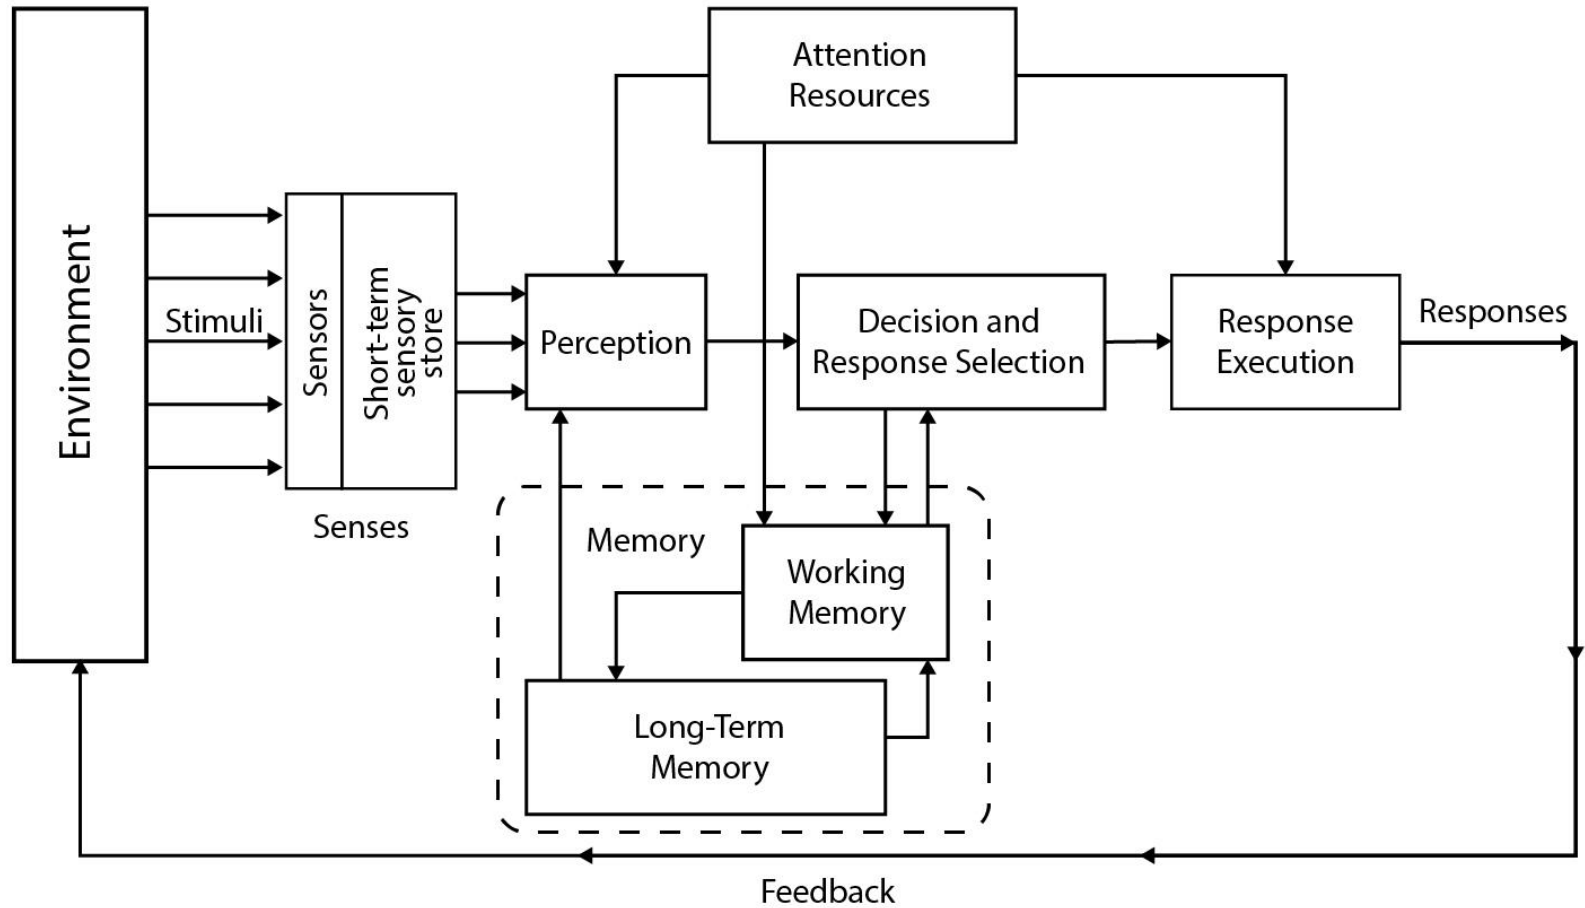 Attention
Resources
Environment
Stimuli
Sensors
Short-term
sensory
store
Senses
Perception
Decision and
Response Selection
Response
Execution
Responses
Memory
Working
Memory
Long-Term
Memory
Feedback